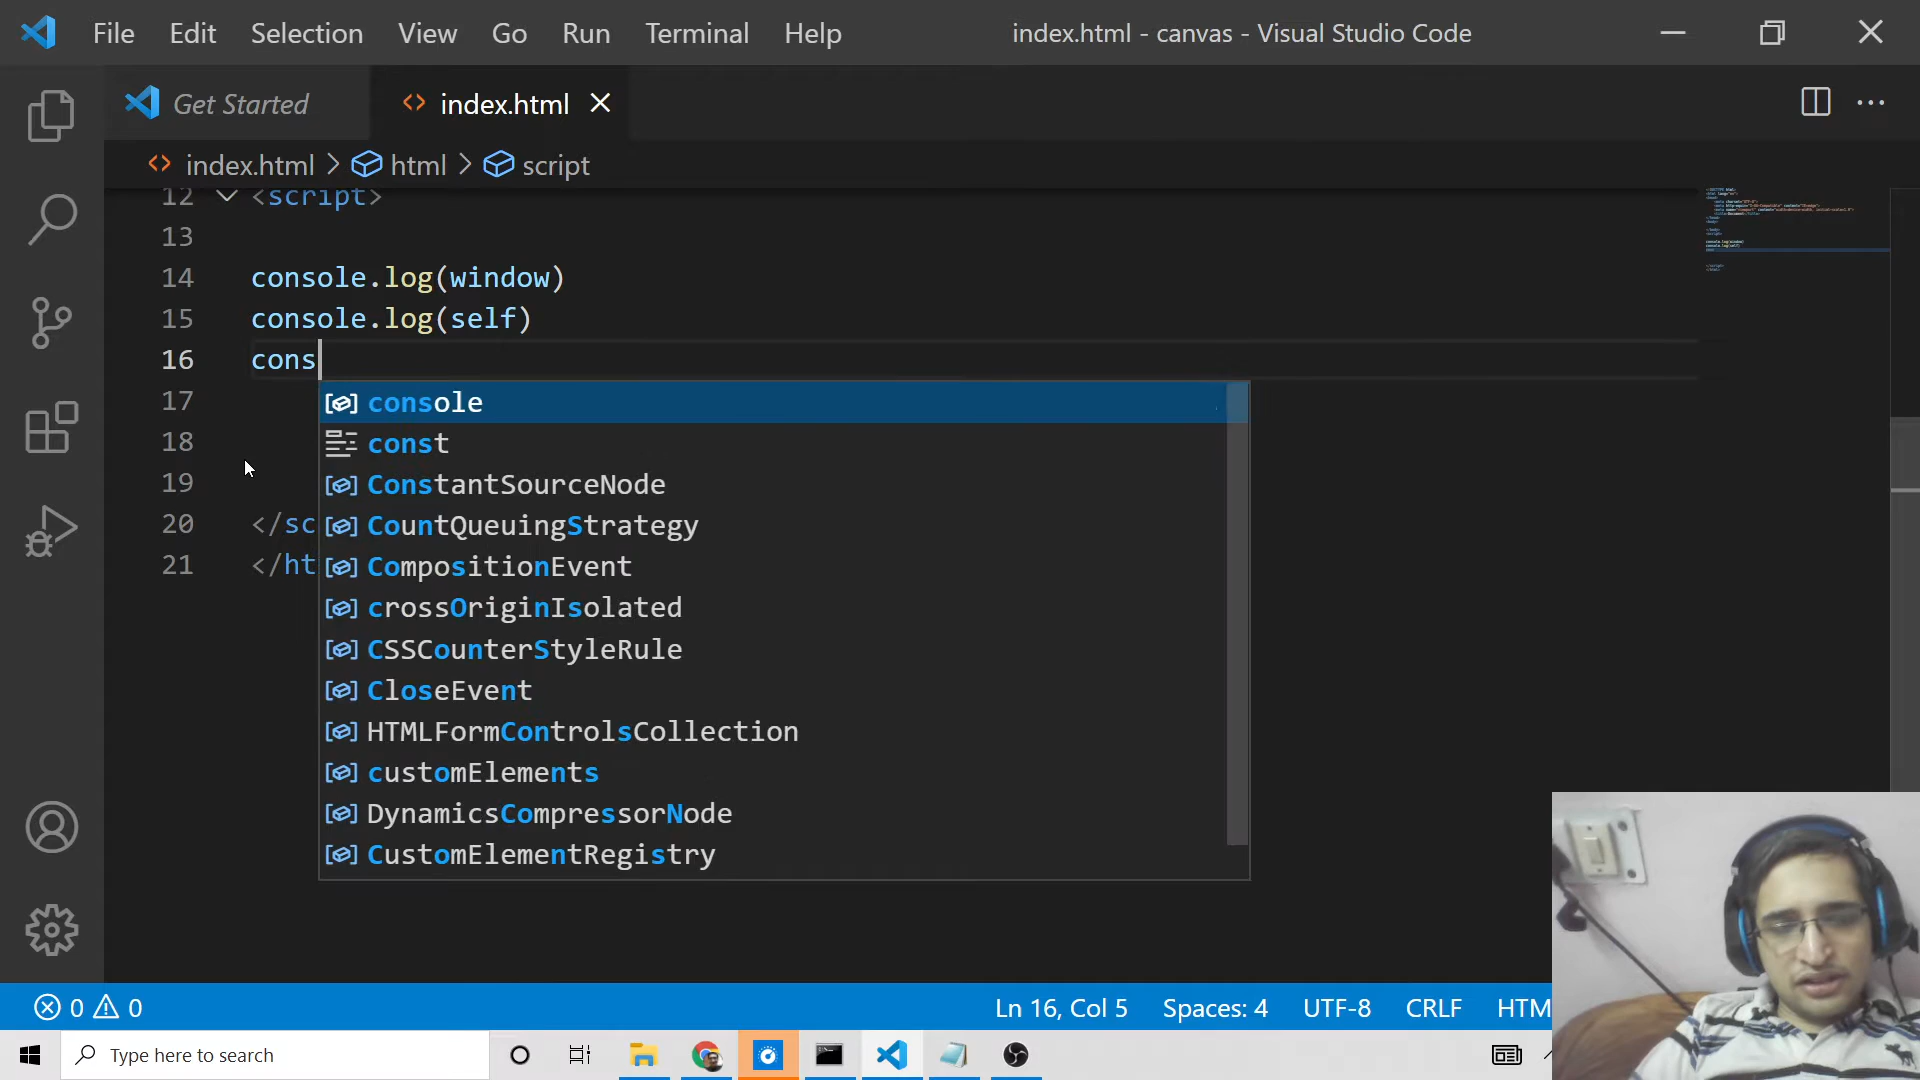 File Edit Selection View Go Run Terminal Help index.html - canvas - Visual Studio Code
Get Started index.html
index.html > html > script
12 <script>
13
14 console.log(window)
15 console.log(self)
16 cons
17 console
18 const
19 ConstantSourceNode
20 </sc CountQueuingStrategy
21 </ht CompositionEvent
crossOriginIsolated
CSSCounterStyleRule
CloseEvent
HTMLFormControlsCollection
customElements
DynamicsCompressorNode
CustomElementRegistry
0 0 Ln 16, Col 5 Spaces: 4 UTF-8 CRLF HTM
Type here to search